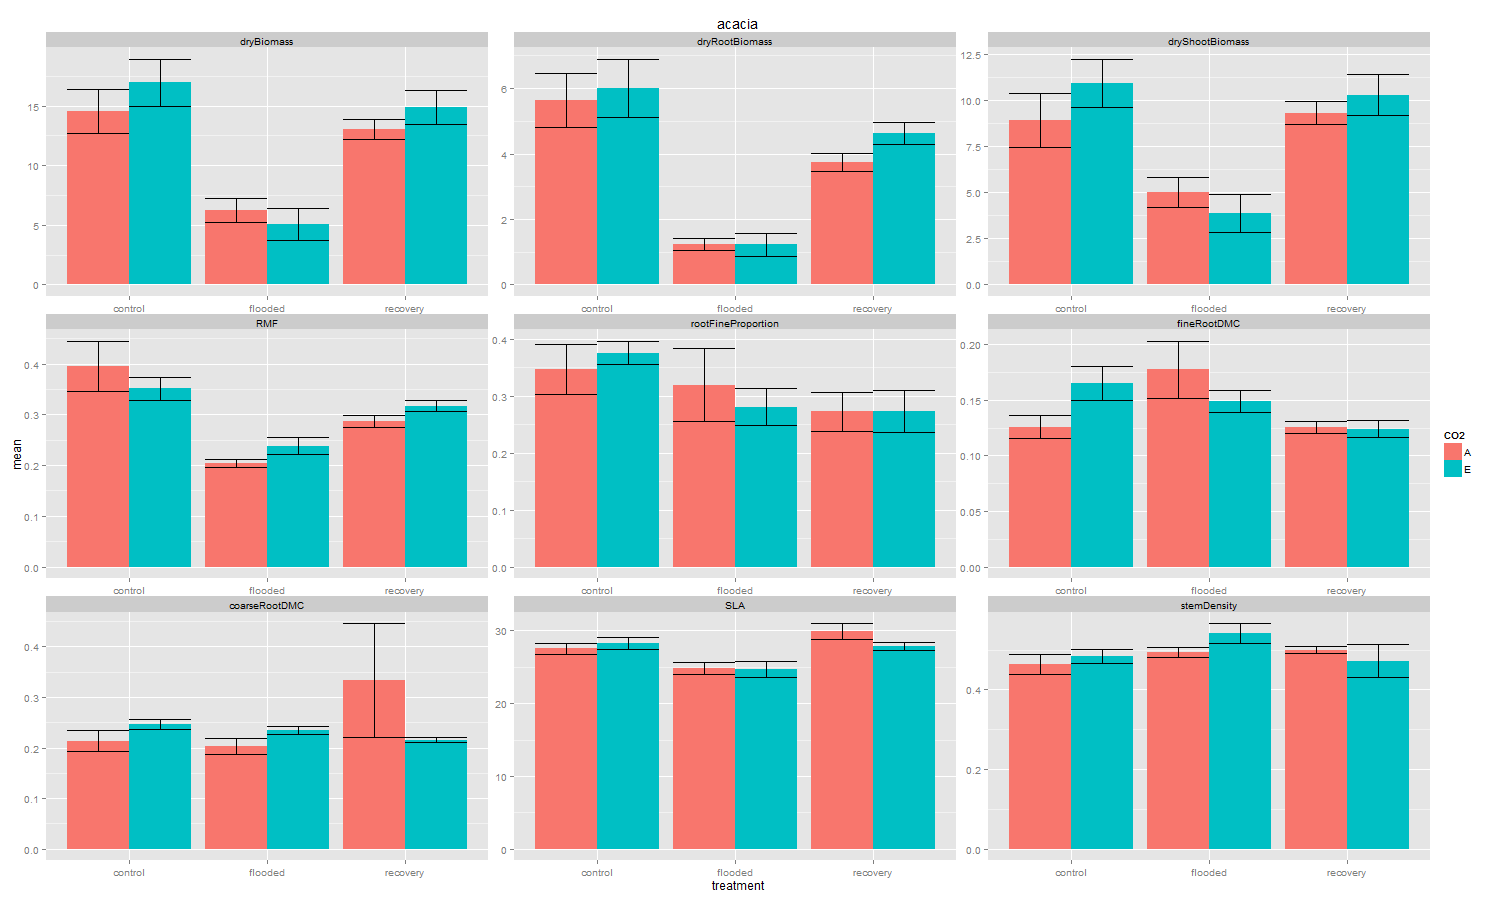 acacia
dryBiomass
dryRootBiomass
dryShootBiomass
15
10
5
0
control
flooded
recovery
6
4
2
0
control
flooded
recovery
12.5
10.0
7.5
5.0
2.5
0.0
control
flooded
recovery
RMF
rootFineProportion
fineRootDMC
0.4
0.3
0.2
0.1
0.0
control
flooded
recovery
0.4
0.3
0.2
0.1
0.0
control
flooded
recovery
0.20
0.15
0.10
0.05
0.00
control
flooded
recovery
coarseRootDMC
SLA
stemDensity
0.4
0.3
0.2
0.1
0.0
control
flooded
recovery
30
20
10
0
control
flooded
recovery
0.4
0.2
0.0
control
flooded
recovery
mean
treatment
CO2
A
E